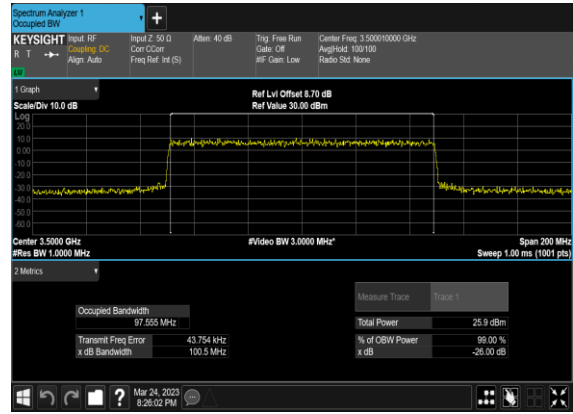 Spectrum Analyzer 1
Occupied BW
+
KEYSIGHT Input: RF Input Z: 50 Ω Atten: 40 dB Trig: Free Run Center Freq: 3.500010000 GHz
R T Coupling: DC Corr CCorr Gate: Off Avg|Hold: 100/100
Align: Auto Freq Ref: Int (S) #IF Gain: Low Radio Std: None
LW
1 Graph
Ref Lvl Offset 8.70 dB
Scale/Div 10.0 dB Ref Value 30.00 dBm
Log
20.0
10.0
0.00
-10.0
-20.0
-30.0
-40.0
-50.0
-60.0
Center 3.5000 GHz #Video BW 3.0000 MHz* Span 200 MHz
#Res BW 1.0000 MHz Sweep 1.00 ms (1001 pts)
2 Metrics
Measure Trace Trace 1
Occupied Bandwidth
97.555 MHz Total Power 25.9 dBm
Transmit Freq Error 43.754 kHz % of OBW Power 99.00 %
x dB Bandwidth 100.5 MHz x dB -26.00 dB
? Mar 24, 2023
8:26:02 PM